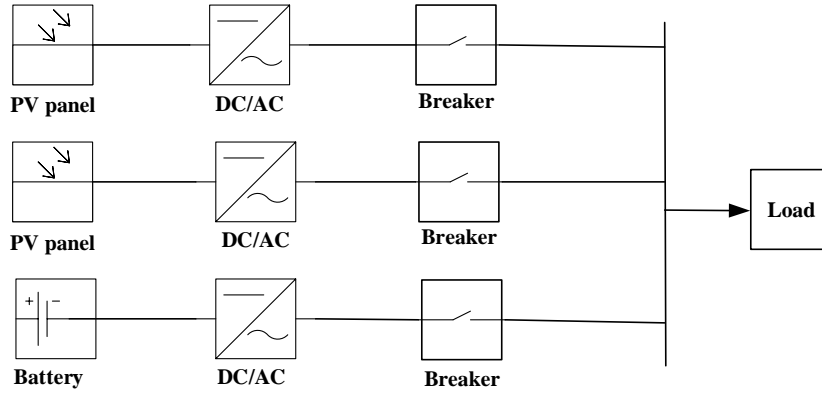 PV panel
DC/AC
Breaker
PV panel
DC/AC
Breaker
Load
+ −
Battery
DC/AC
Breaker